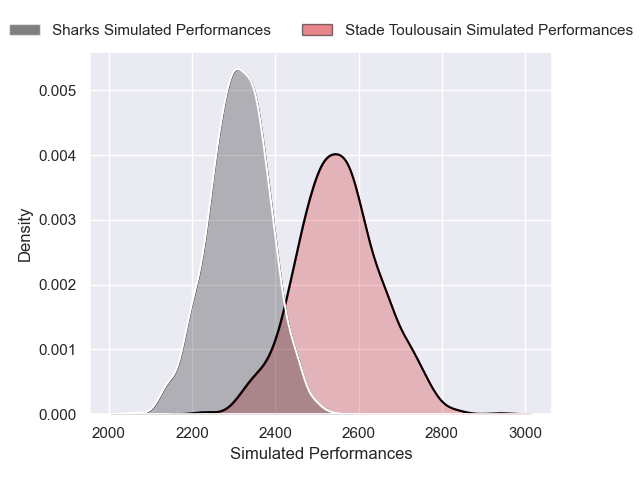 Sharks Simulated Performances
Stade Toulousain Simulated Performances
0.005
0.004
0.003
0.002
0.001
0.000
Density
2000 2200 2400 2600 2800 3000
Simulated Performances